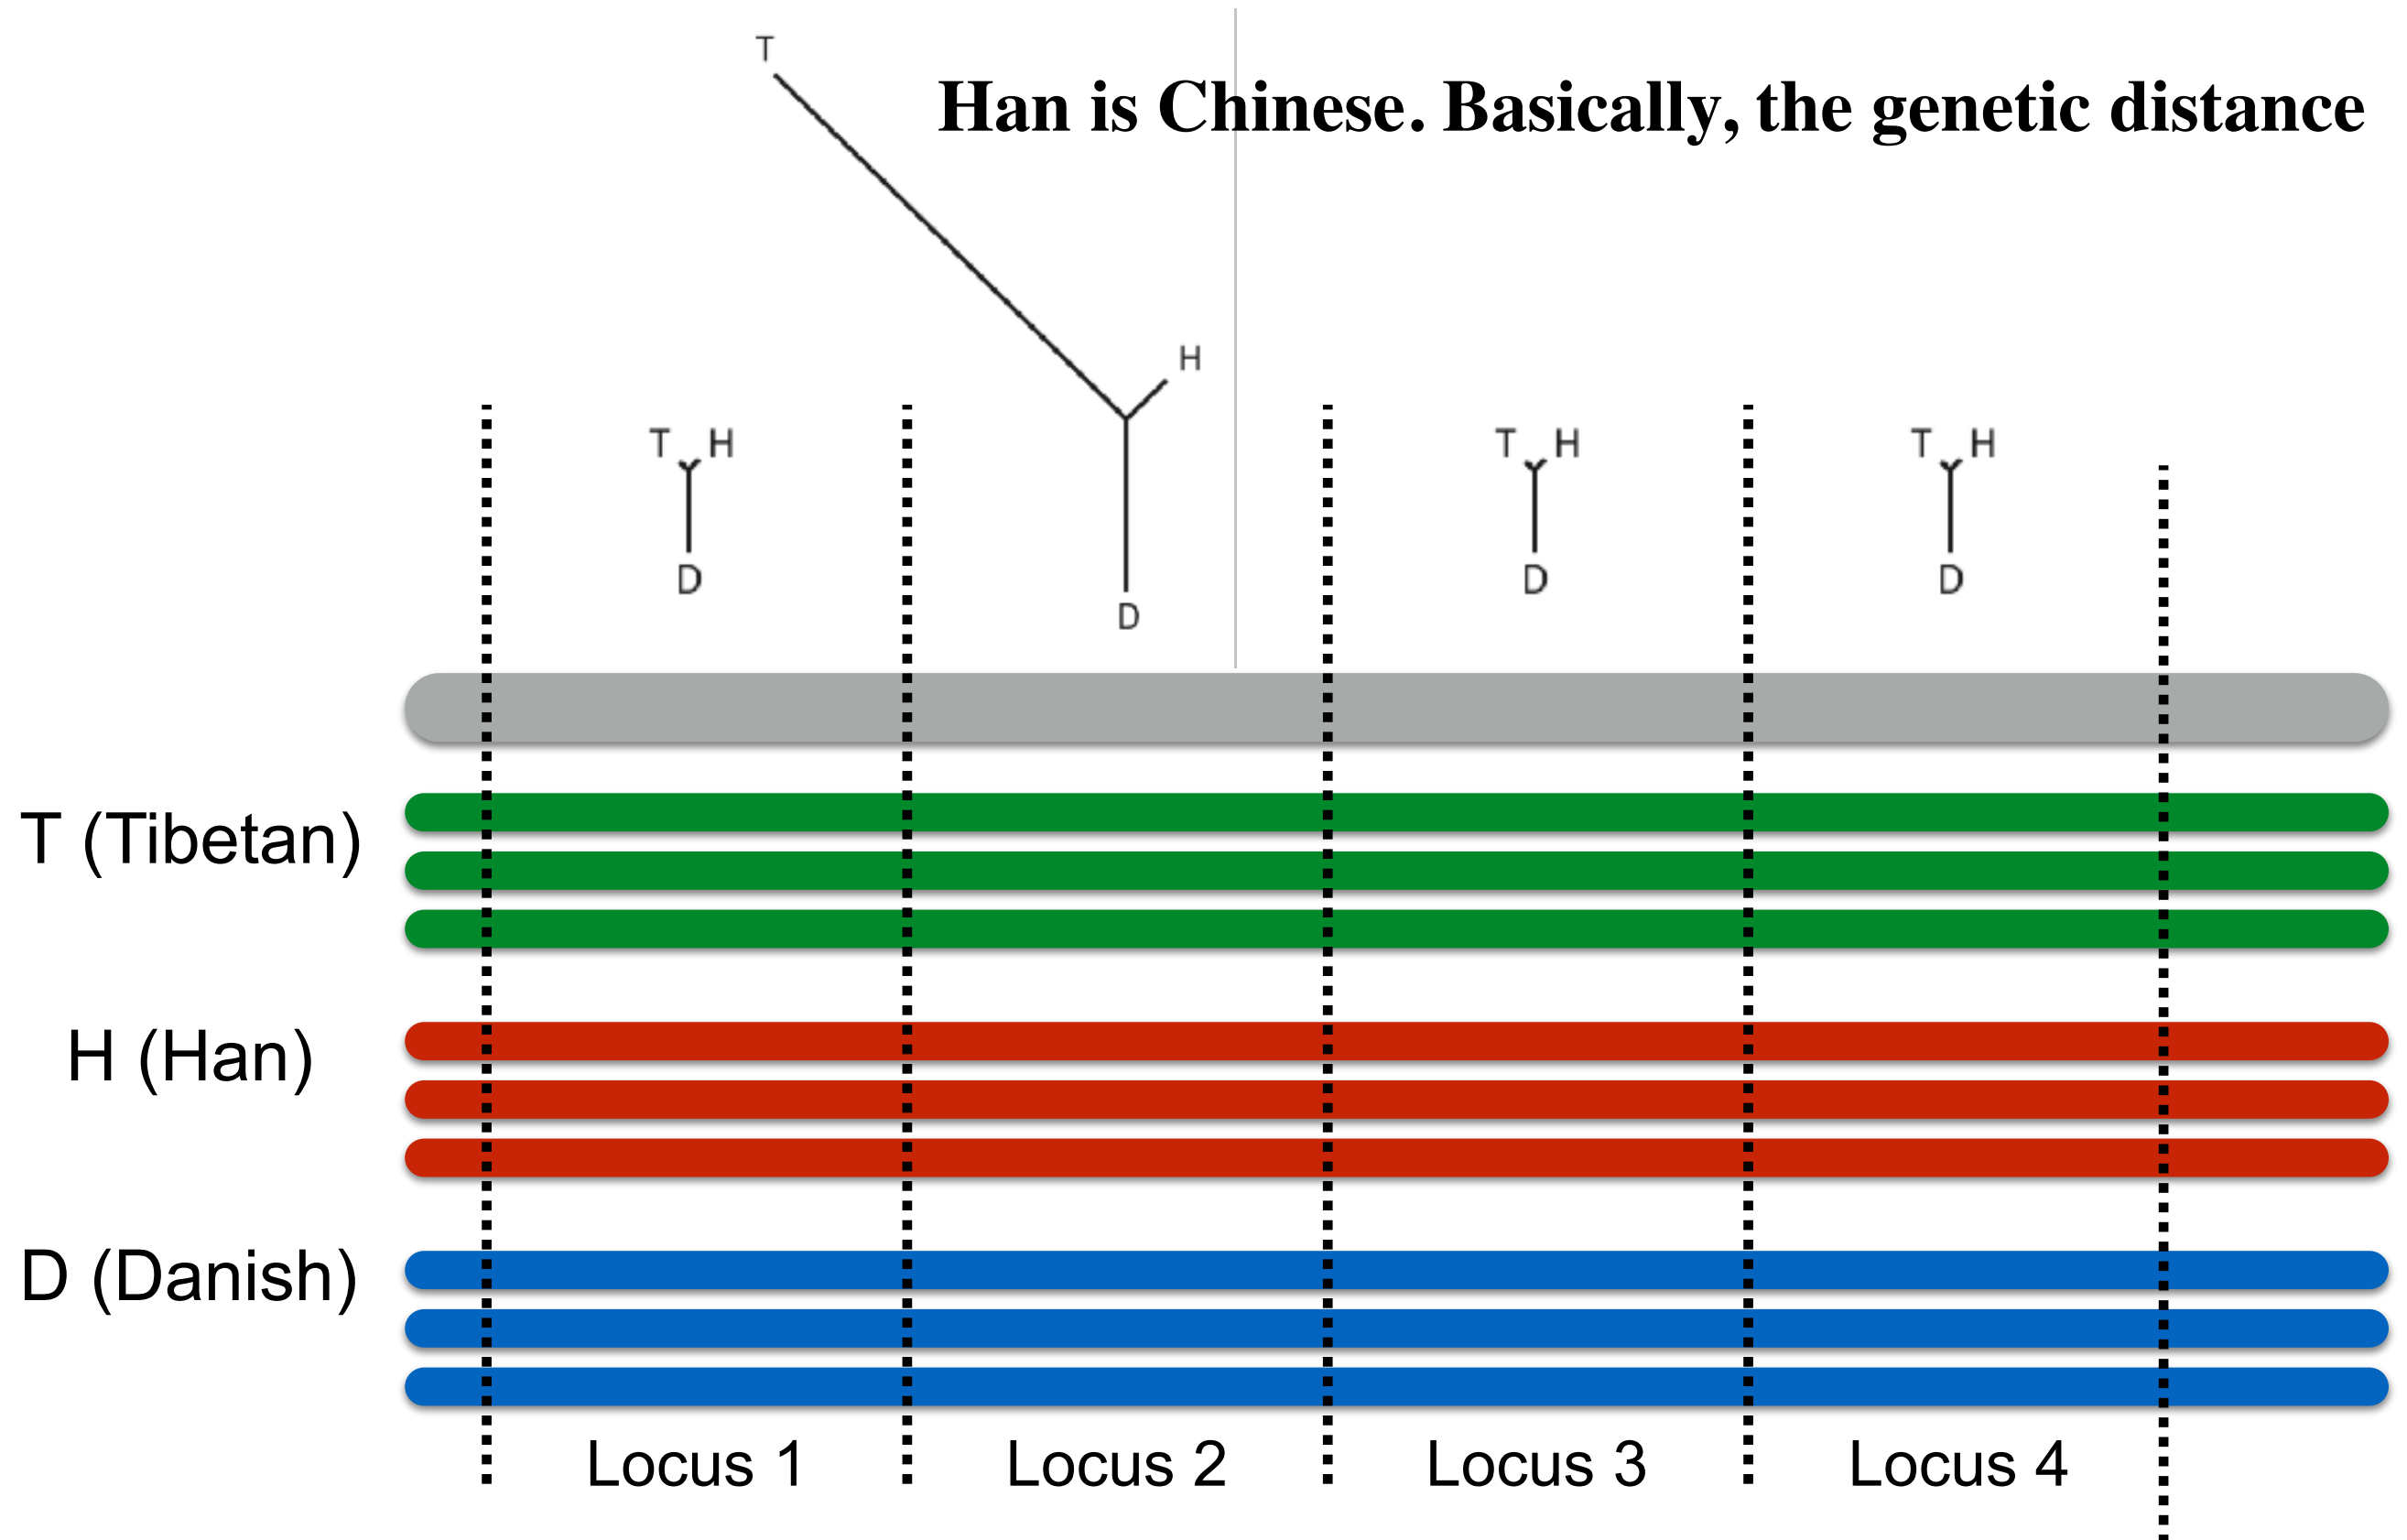 T
Han is Chinese. Basically, the genetic distance
H
T H
T H
T H
D
D
D
D
T (Tibetan)
H (Han)
D (Danish)
Locus 1
Locus 2
Locus 3
Locus 4